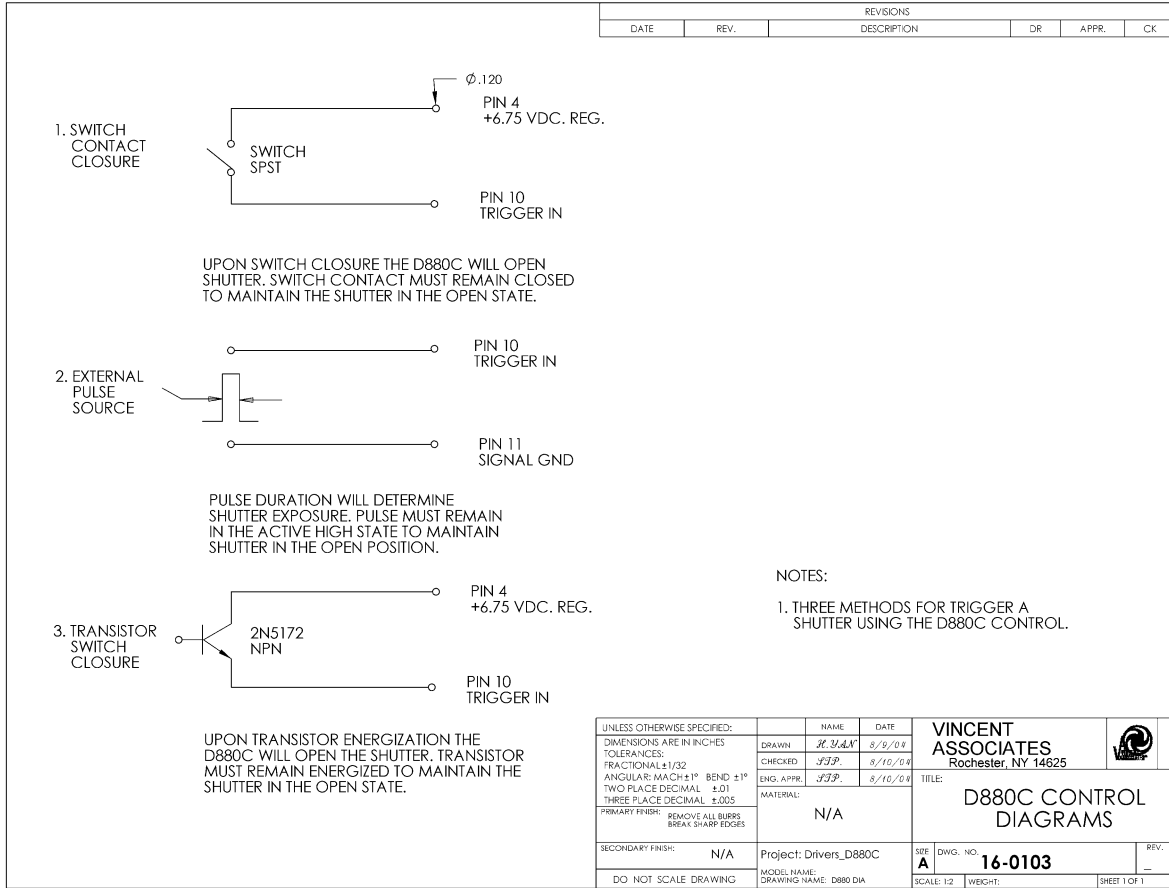 REVISIONS
DATE REV. DESCRIPTION DR APPR. CK
Ø.120
PIN 4
+6.75 VDC. REG.
1. SWITCH
CONTACT
CLOSURE
SWITCH
SPST
PIN 10
TRIGGER IN
UPON SWITCH CLOSURE THE D880C WILL OPEN
SHUTTER. SWITCH CONTACT MUST REMAIN CLOSED
TO MAINTAIN THE SHUTTER IN THE OPEN STATE.
PIN 10
TRIGGER IN
2. EXTERNAL
PULSE
SOURCE
PIN 11
SIGNAL GND
PULSE DURATION WILL DETERMINE
SHUTTER EXPOSURE. PULSE MUST REMAIN
IN THE ACTIVE HIGH STATE TO MAINTAIN
SHUTTER IN THE OPEN POSITION.
PIN 4
+6.75 VDC. REG.
3. TRANSISTOR
SWITCH
CLOSURE
2N5172
NPN
PIN 10
TRIGGER IN
UPON TRANSISTOR ENERGIZATION THE
D880C WILL OPEN THE SHUTTER. TRANSISTOR
MUST REMAIN ENERGIZED TO MAINTAIN THE
SHUTTER IN THE OPEN STATE.
NOTES:
1. THREE METHODS FOR TRIGGER A
SHUTTER USING THE D880C CONTROL.
UNLESS OTHERWISE SPECIFIED:
DIMENSIONS ARE IN INCHES
TOLERANCES:
FRACTIONAL±1/32
ANGULAR: MACH±1° BEND ±1°
TWO PLACE DECIMAL ±.01
THREE PLACE DECIMAL ±.005
PRIMARY FINISH: REMOVE ALL BURRS
BREAK SHARP EDGES
SECONDARY FINISH: N/A
DO NOT SCALE DRAWING
NAME DATE
DRAWN H.YAN 8/9/04
CHECKED STP. 8/10/04
ENG. APPR. STP. 8/10/04
MATERIAL:
N/A
Project: Drivers_D880C
MODEL NAME:
DRAWING NAME: D880 DIA
VINCENT
ASSOCIATES
Rochester, NY 14625
TITLE:
D880C CONTROL
DIAGRAMS
SIZE A DWG. NO. 16-0103 REV. _
SCALE: 1:2 WEIGHT: SHEET 1 OF 1